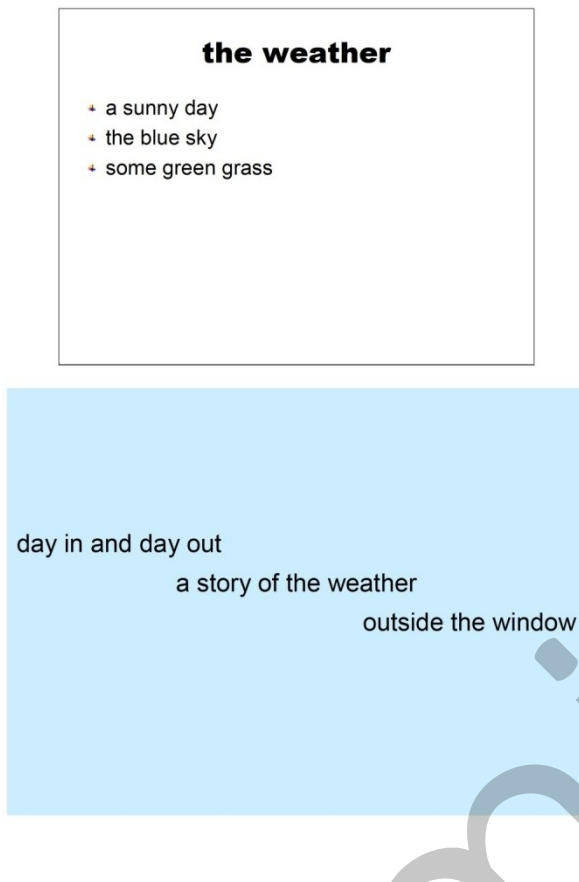 the weather
a sunny day
the blue sky
some green grass
day in and day out
a story of the weather
outside the window